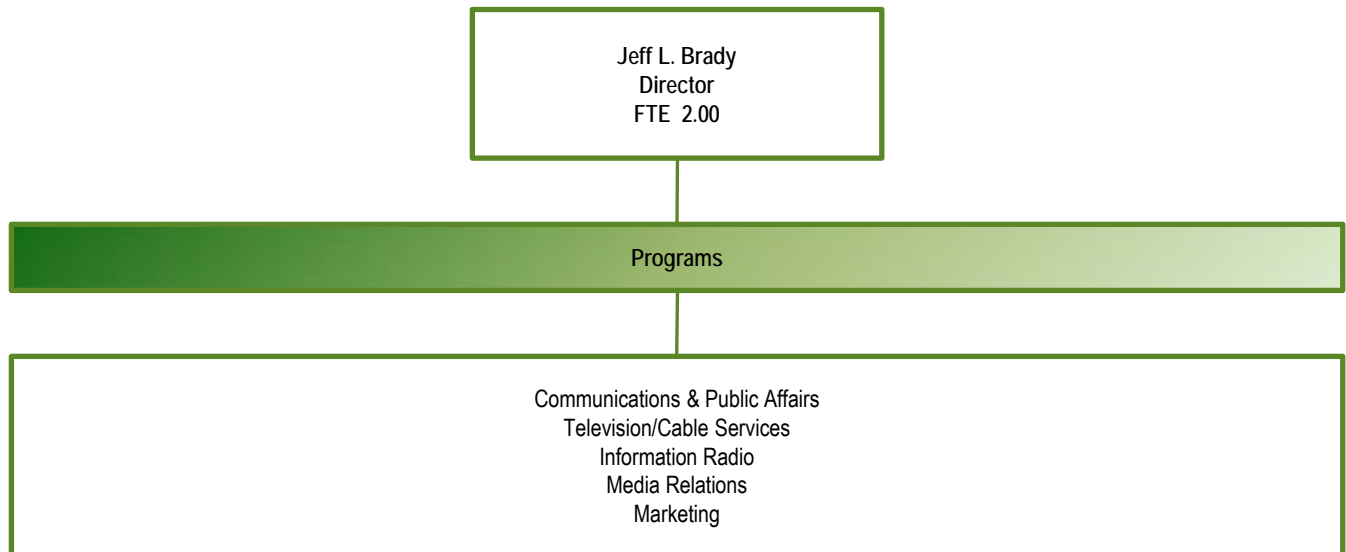 Jeff L. Brady
Director
FTE 2.00
Programs
Communications & Public Affairs
Television/Cable Services
Information Radio
Media Relations
Marketing